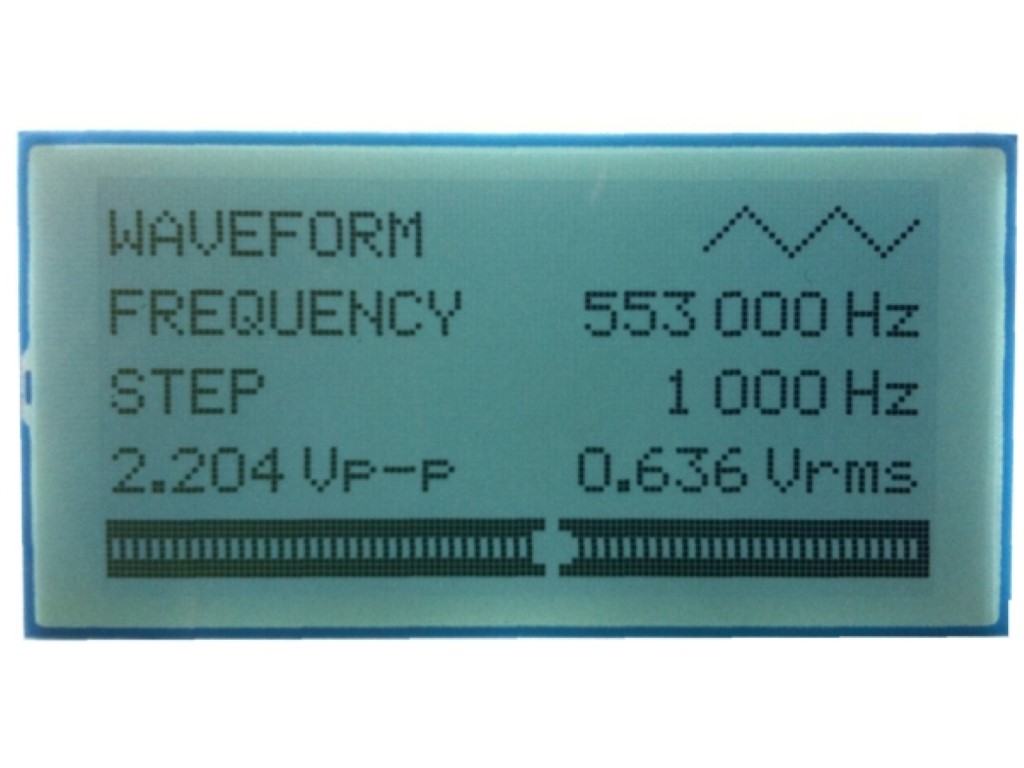 WAVEFORM
FREQUENCY 553 000 Hz
STEP 1 000 Hz
2.204 Vp-p 0.636 Vrms